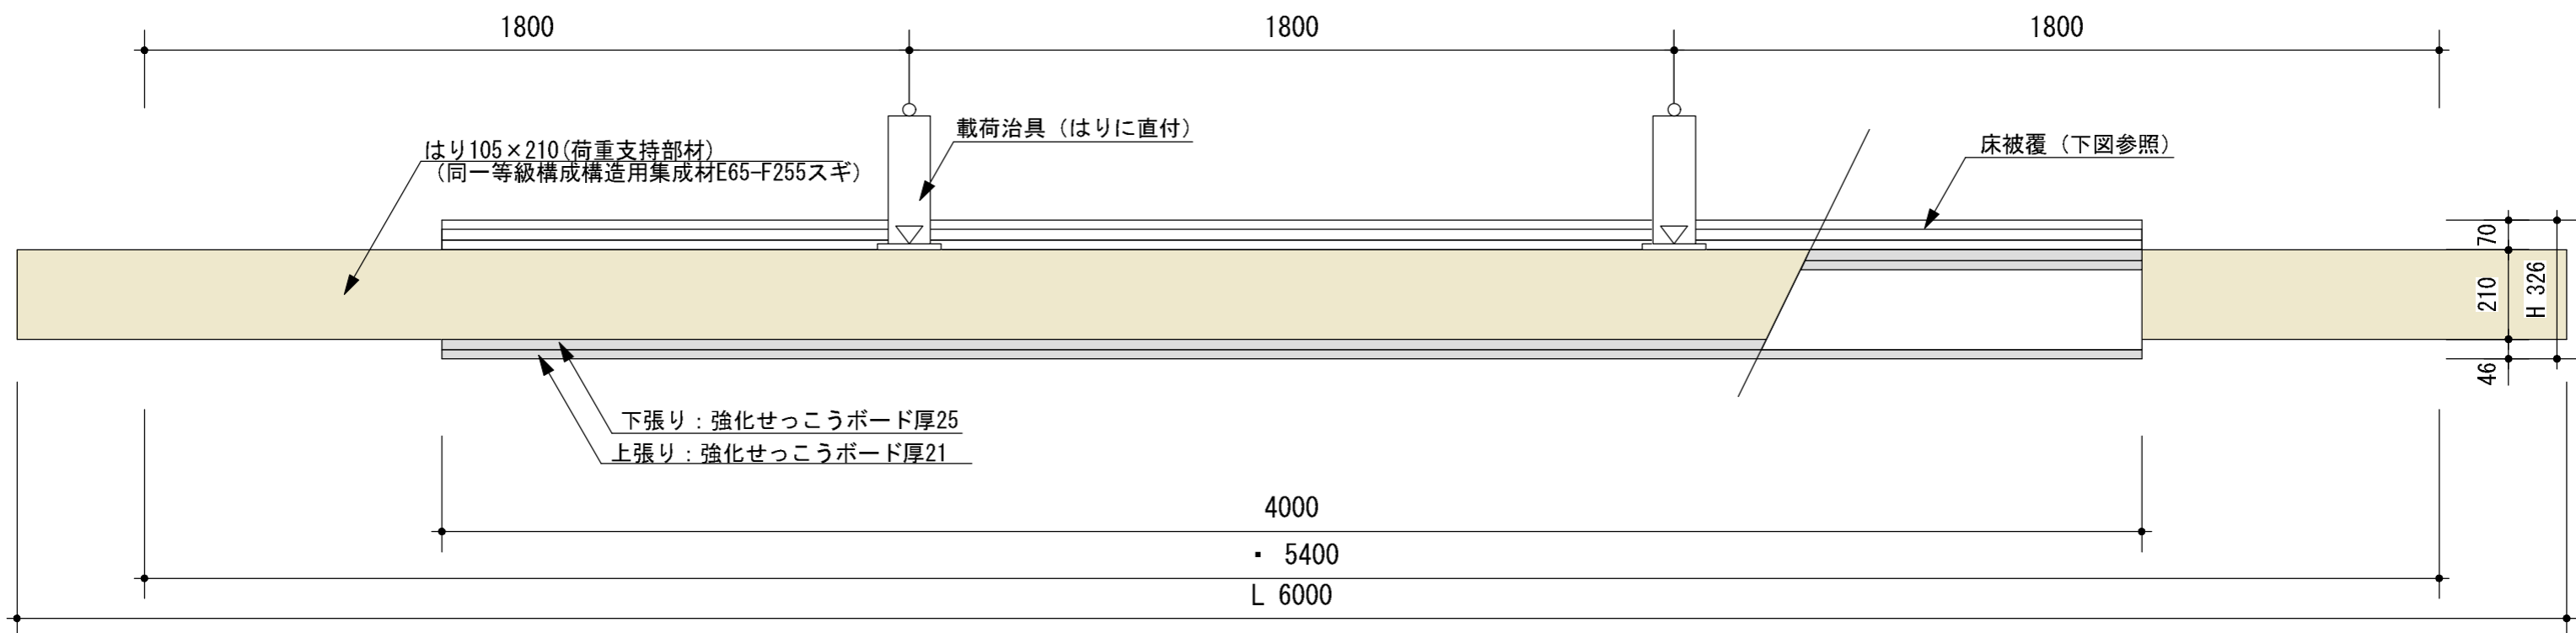 1800
1800
1800
載荷治具（はりに直付）
床被覆（下図参照）
はり105×210(荷重支持部材)
（同一等級構成構造用集成材E65-F255スギ）
70
210
H 326
46
下張り：強化せっこうボード厚25
上張り：強化せっこうボード厚21
4000
・ 5400
L 6000